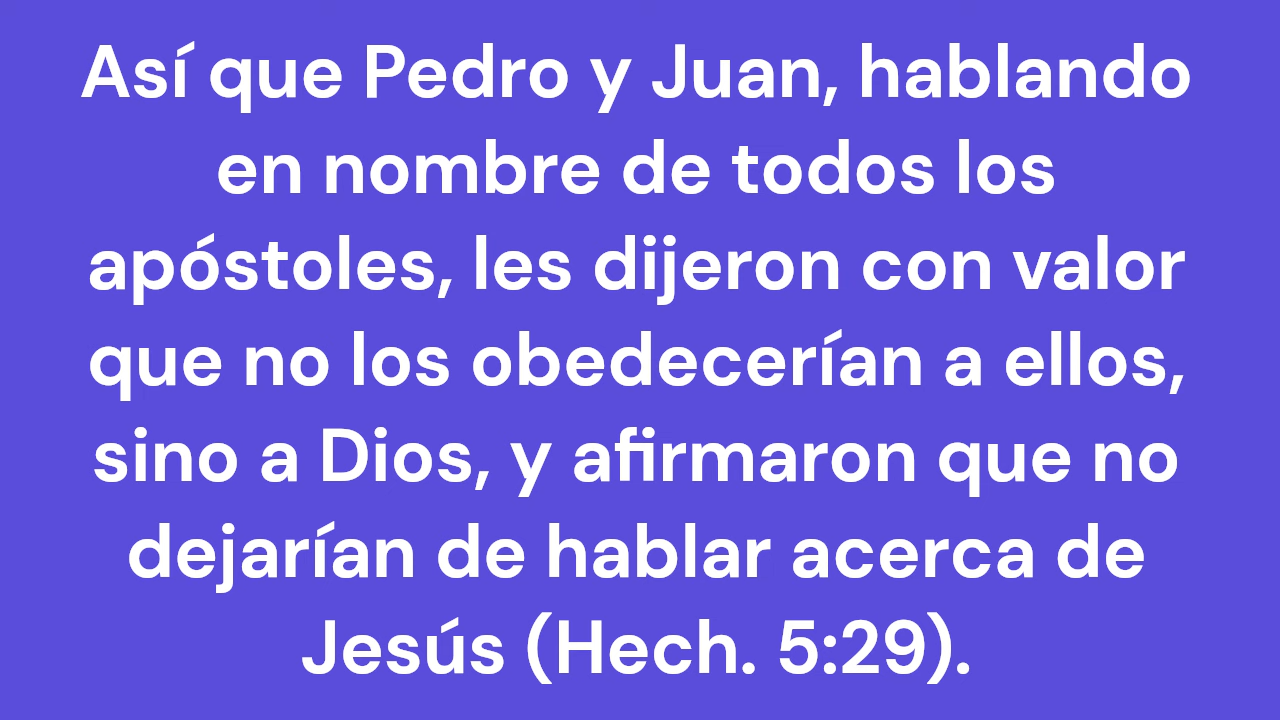 Así que Pedro y Juan, hablando
en nombre de todos los
apóstoles, les dijeron con valor
que no los obedecerían a ellos,
sino a Dios, y afirmaron que no
dejarían de hablar acerca de
Jesús (Hech. 5:29).